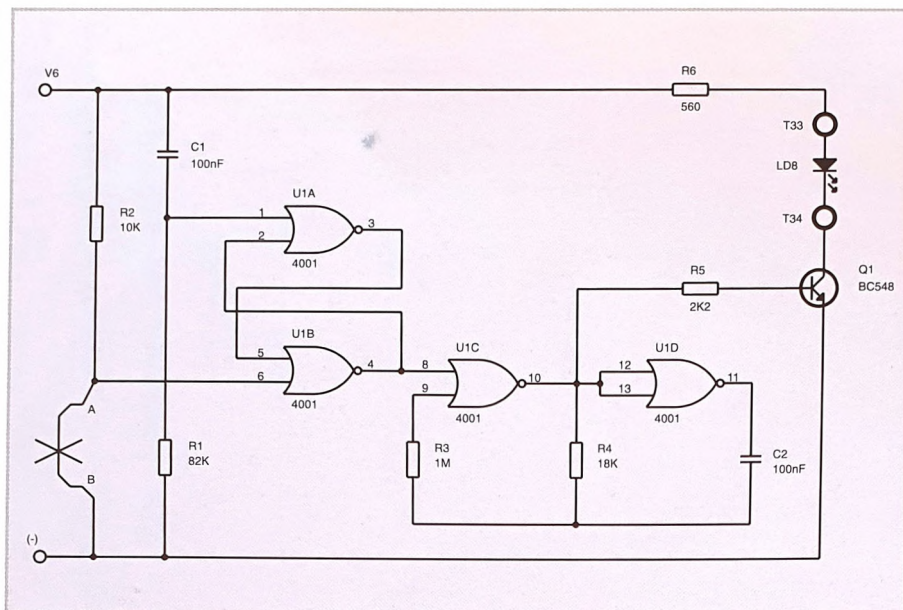 V6
R6
560
T33
C1
100nF
LD8
U1A
R2
10K
1
3
T34
2
4001
Q1
BC548
R5
2K2
U1B
U1C
U1D
5
4
8
12
11
6
9
10
13
4001
4001
4001
A
R1
82K
R3
1M
R4
18K
C2
100nF
B
(-)